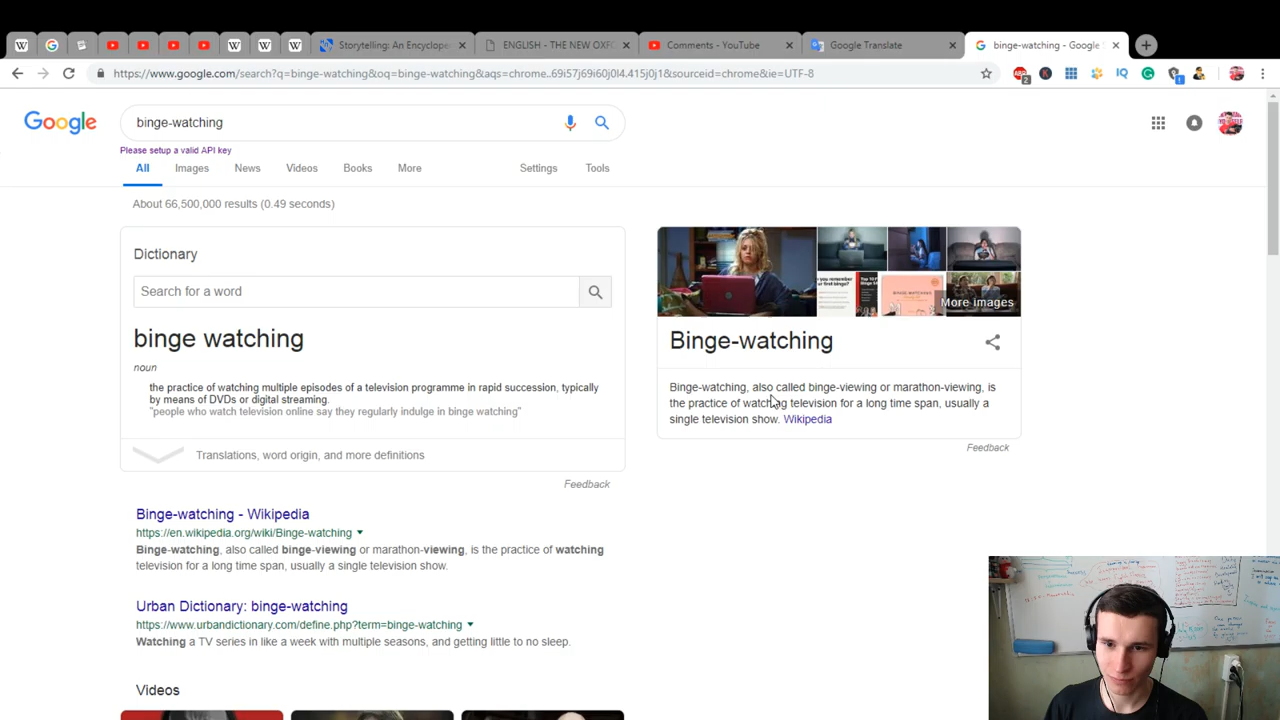 Storytelling: An Encyclope
ENGLISH - THE NEW OXF
Comments - YouTube
Google Translate
binge-watching - Google
https://www.google.com/search?q=binge-watching&oq=binge-watching&aqs=chrome..69i57j69i60j0l4.415j0j1&sourceid=chrome&ie=UTF-8
Google
binge-watching
Please setup a valid API key
All Images News Videos Books More Settings Tools
About 66,500,000 results (0.49 seconds)
Dictionary
Search for a word
binge watching
noun
the practice of watching multiple episodes of a television programme in rapid succession, typically
by means of DVDs or digital streaming.
"people who watch television online say they regularly indulge in binge watching"
Translations, word origin, and more definitions
Feedback
More images
Binge-watching
Binge-watching, also called binge-viewing or marathon-viewing, is
the practice of watching television for a long time span, usually a
single television show. Wikipedia
Feedback
Binge-watching - Wikipedia
https://en.wikipedia.org/wiki/Binge-watching
Binge-watching, also called binge-viewing or marathon-viewing, is the practice of watching
television for a long time span, usually a single television show.
Urban Dictionary: binge-watching
https://www.urbandictionary.com/define.php?term=binge-watching
Watching a TV series in like a week with multiple seasons, and getting little to no sleep.
Videos